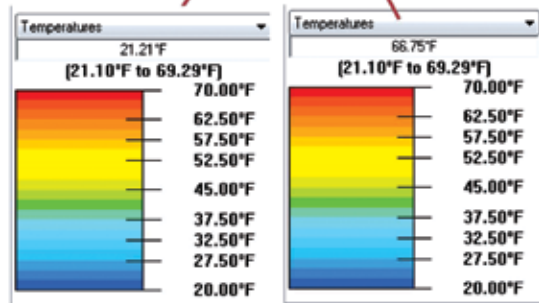 Temperatures
21.21°F
(21.10°F to 69.29°F)
70.00°F
62.50°F
57.50°F
52.50°F
45.00°F
37.50°F
32.50°F
27.50°F
20.00°F
Temperatures
66.75°F
(21.10°F to 69.29°F)
70.00°F
62.50°F
57.50°F
52.50°F
45.00°F
37.50°F
32.50°F
27.50°F
20.00°F